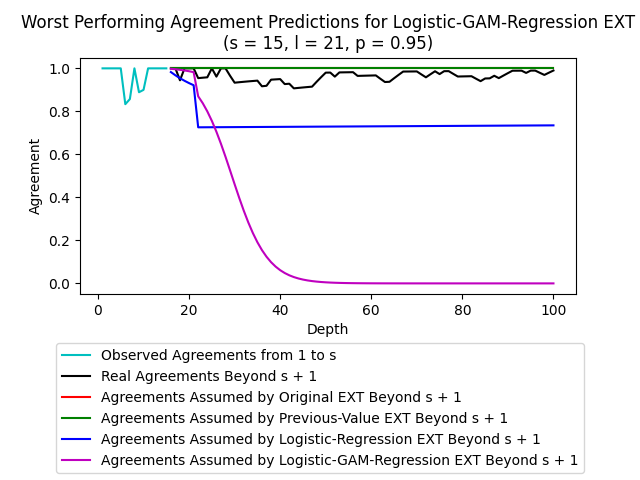 Worst Performing Agreement Predictions for Logistic-GAM-Regression EXT
(s = 15, l = 21, p = 0.95)
1.0
0.8
0.6
0.4
0.2
0.0
Agreement
0 20 40 60 80 100
Depth
Observed Agreements from 1 to s
Real Agreements Beyond s + 1
Agreements Assumed by Original EXT Beyond s + 1
Agreements Assumed by Previous-Value EXT Beyond s + 1
Agreements Assumed by Logistic-Regression EXT Beyond s + 1
Agreements Assumed by Logistic-GAM-Regression EXT Beyond s + 1